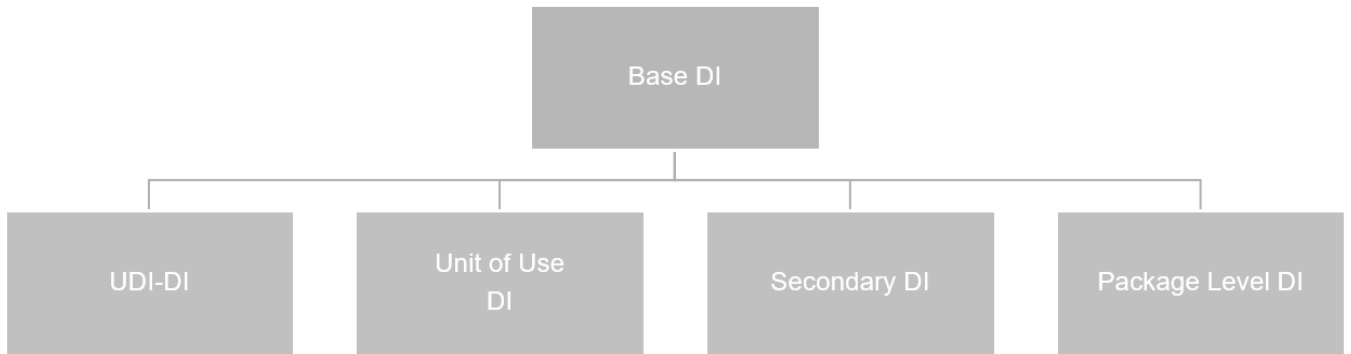 Base DI
UDI-DI
Unit of Use
DI
Secondary DI
Package Level DI